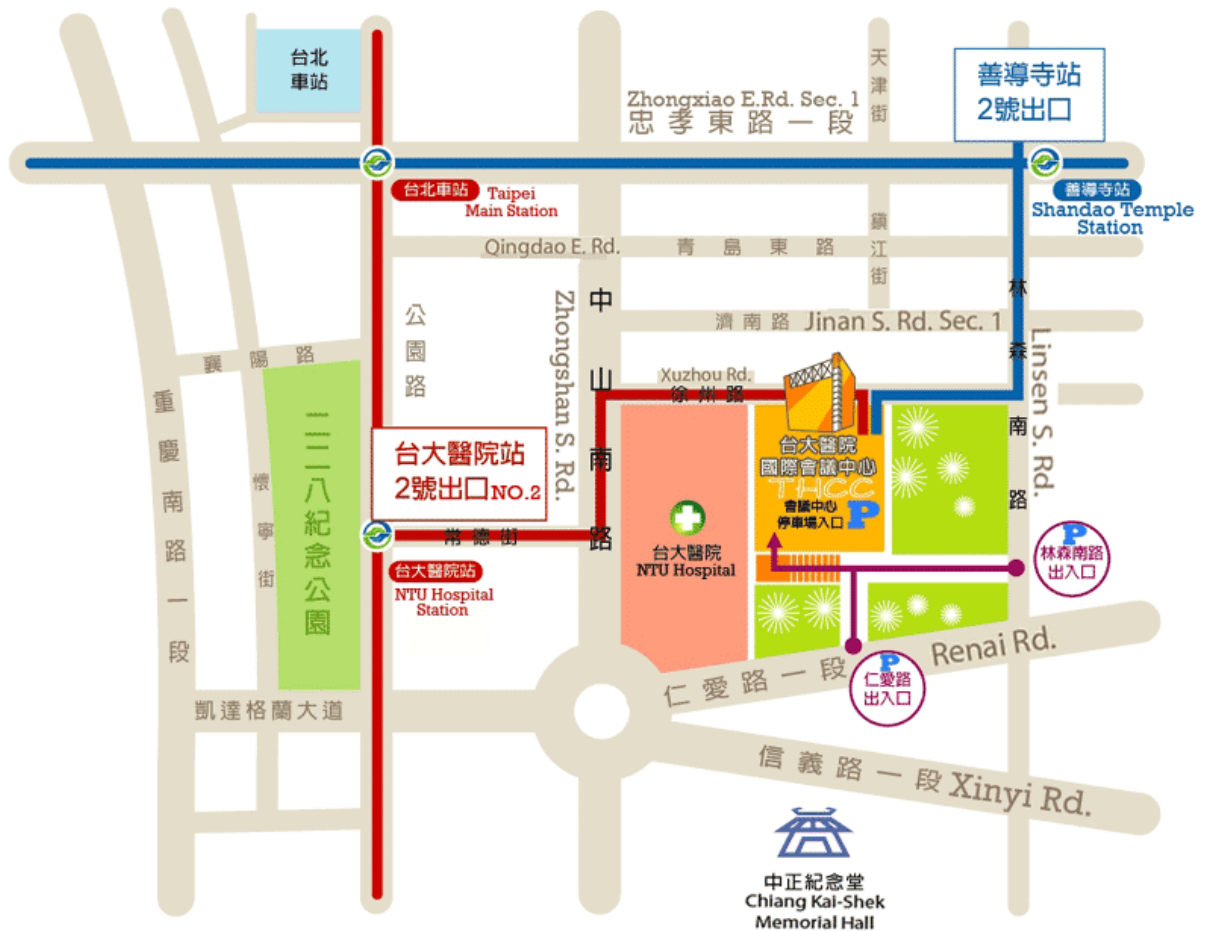 台北
車站
天津街
善導寺站
2號出口
Zhongxiao E.Rd. Sec. 1
忠孝東路一段
台北車站
Taipei
Main Station
善導寺站
Shandao Temple
Station
Qingdao E. Rd.
青島東路
鎮江街
林森南路
Linsen S. Rd.
公園路
Zhongshan S. Rd.
中山南路
濟南路 Jinan S. Rd. Sec. 1
襄陽路
Xuzhou Rd.
徐州路
重慶南路一段
懷寧街
二二八紀念公園
台大醫院站
2號出口NO.2
常德街
台大醫院站
NTU Hospital
Station
台大醫院
NTU Hospital
台大醫院
國際會議中心
THCC
會議中心
停車場入口 P
P
林森南路
出入口
P
仁愛路
出入口
仁愛路一段 Renai Rd.
凱達格蘭大道
信義路一段 Xinyi Rd.
中正紀念堂
Chiang Kai-Shek
Memorial Hall